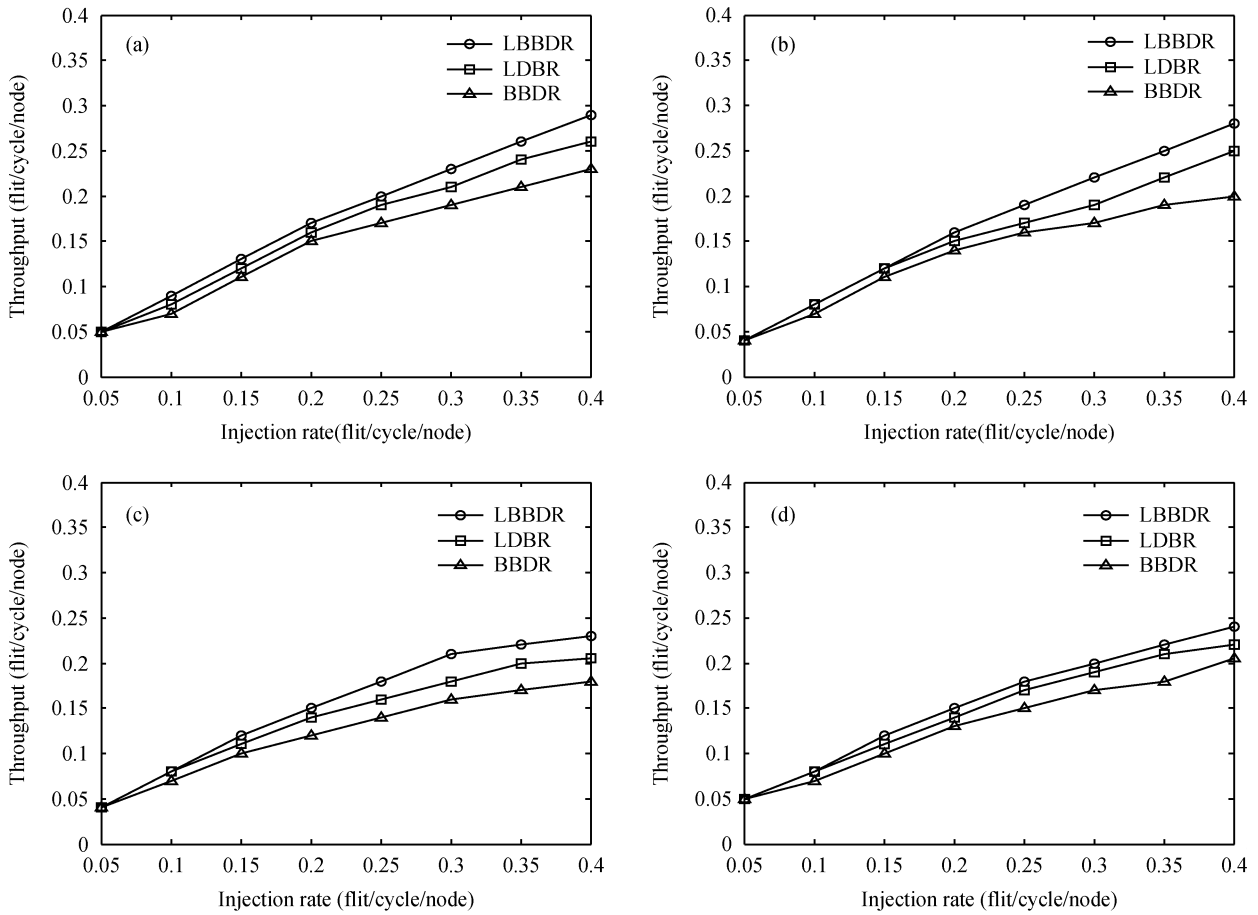 (a)
LBBDR
LDBR
BBDR
Throughput (flit/cycle/node)
0.4
0.35
0.3
0.25
0.2
0.15
0.1
0.05
0
0.05 0.1 0.15 0.2 0.25 0.3 0.35 0.4
Injection rate(flit/cycle/node)
(b)
LBBDR
LDBR
BBDR
Throughput (flit/cycle/node)
0.4
0.35
0.3
0.25
0.2
0.15
0.1
0.05
0
0.05 0.1 0.15 0.2 0.25 0.3 0.35 0.4
Injection rate(flit/cycle/node)
(c)
LBBDR
LDBR
BBDR
Throughput (flit/cycle/node)
0.4
0.35
0.3
0.25
0.2
0.15
0.1
0.05
0
0.05 0.1 0.15 0.2 0.25 0.3 0.35 0.4
Injection rate (flit/cycle/node)
(d)
LBBDR
LDBR
BBDR
Throughput (flit/cycle/node)
0.4
0.35
0.3
0.25
0.2
0.15
0.1
0.05
0
0.05 0.1 0.15 0.2 0.25 0.3 0.35 0.4
Injection rate (flit/cycle/node)